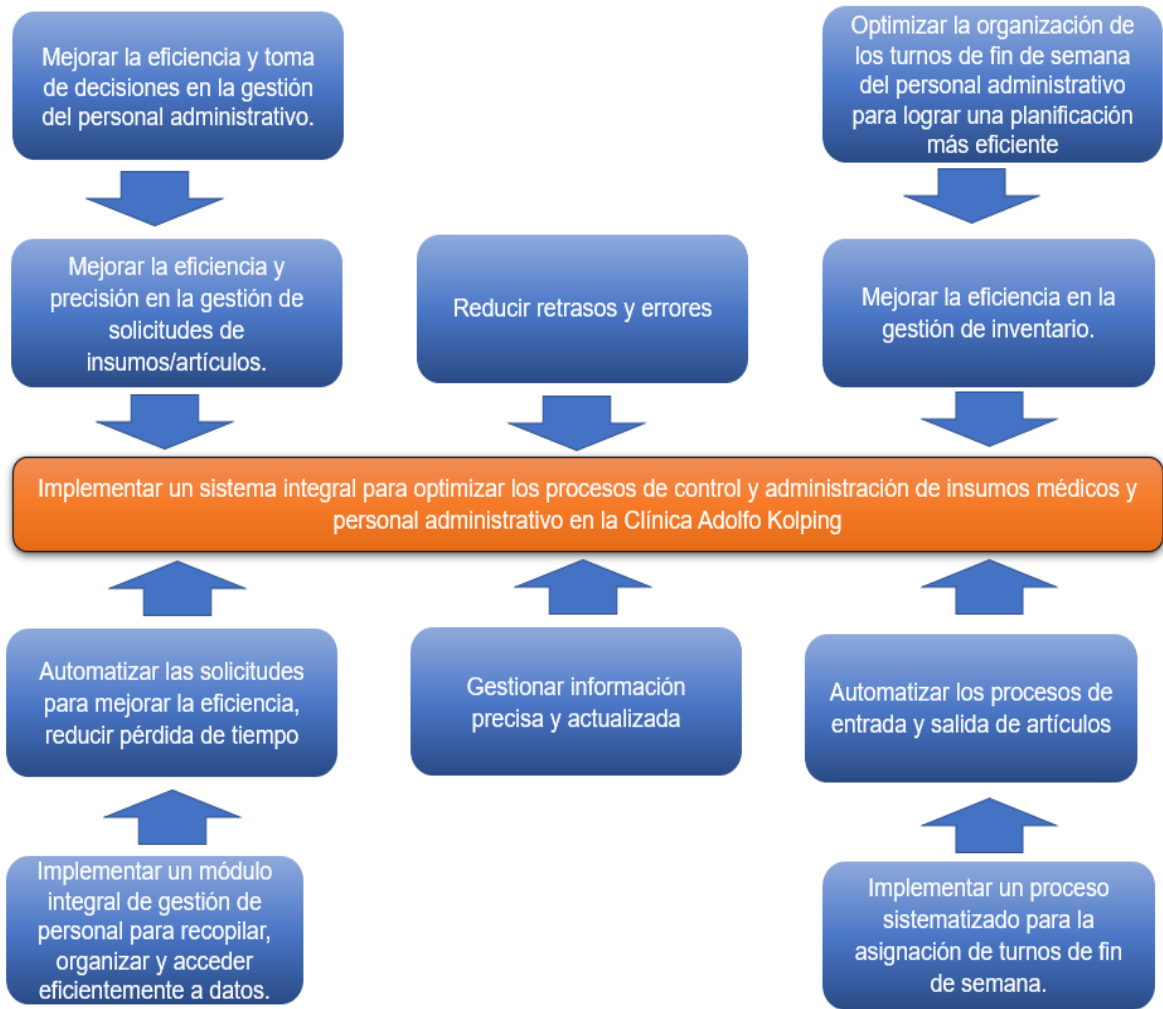 Mejorar la eficiencia y toma
de decisiones en la gestión
del personal administrativo.
Optimizar la organización de
los turnos de fin de semana
del personal administrativo
para lograr una planificación
más eficiente
Mejorar la eficiencia y
precisión en la gestión de
solicitudes de
insumos/artículos.
Reducir retrasos y errores
Mejorar la eficiencia en la
gestión de inventario.
Implementar un sistema integral para optimizar los procesos de control y administración de insumos médicos y
personal administrativo en la Clínica Adolfo Kolping
Automatizar las solicitudes
para mejorar la eficiencia,
reducir pérdida de tiempo
Gestionar información
precisa y actualizada
Automatizar los procesos de
entrada y salida de artículos
Implementar un módulo
integral de gestión de
personal para recopilar,
organizar y acceder
eficientemente a datos.
Implementar un proceso
sistematizado para la
asignación de turnos de fin
de semana.